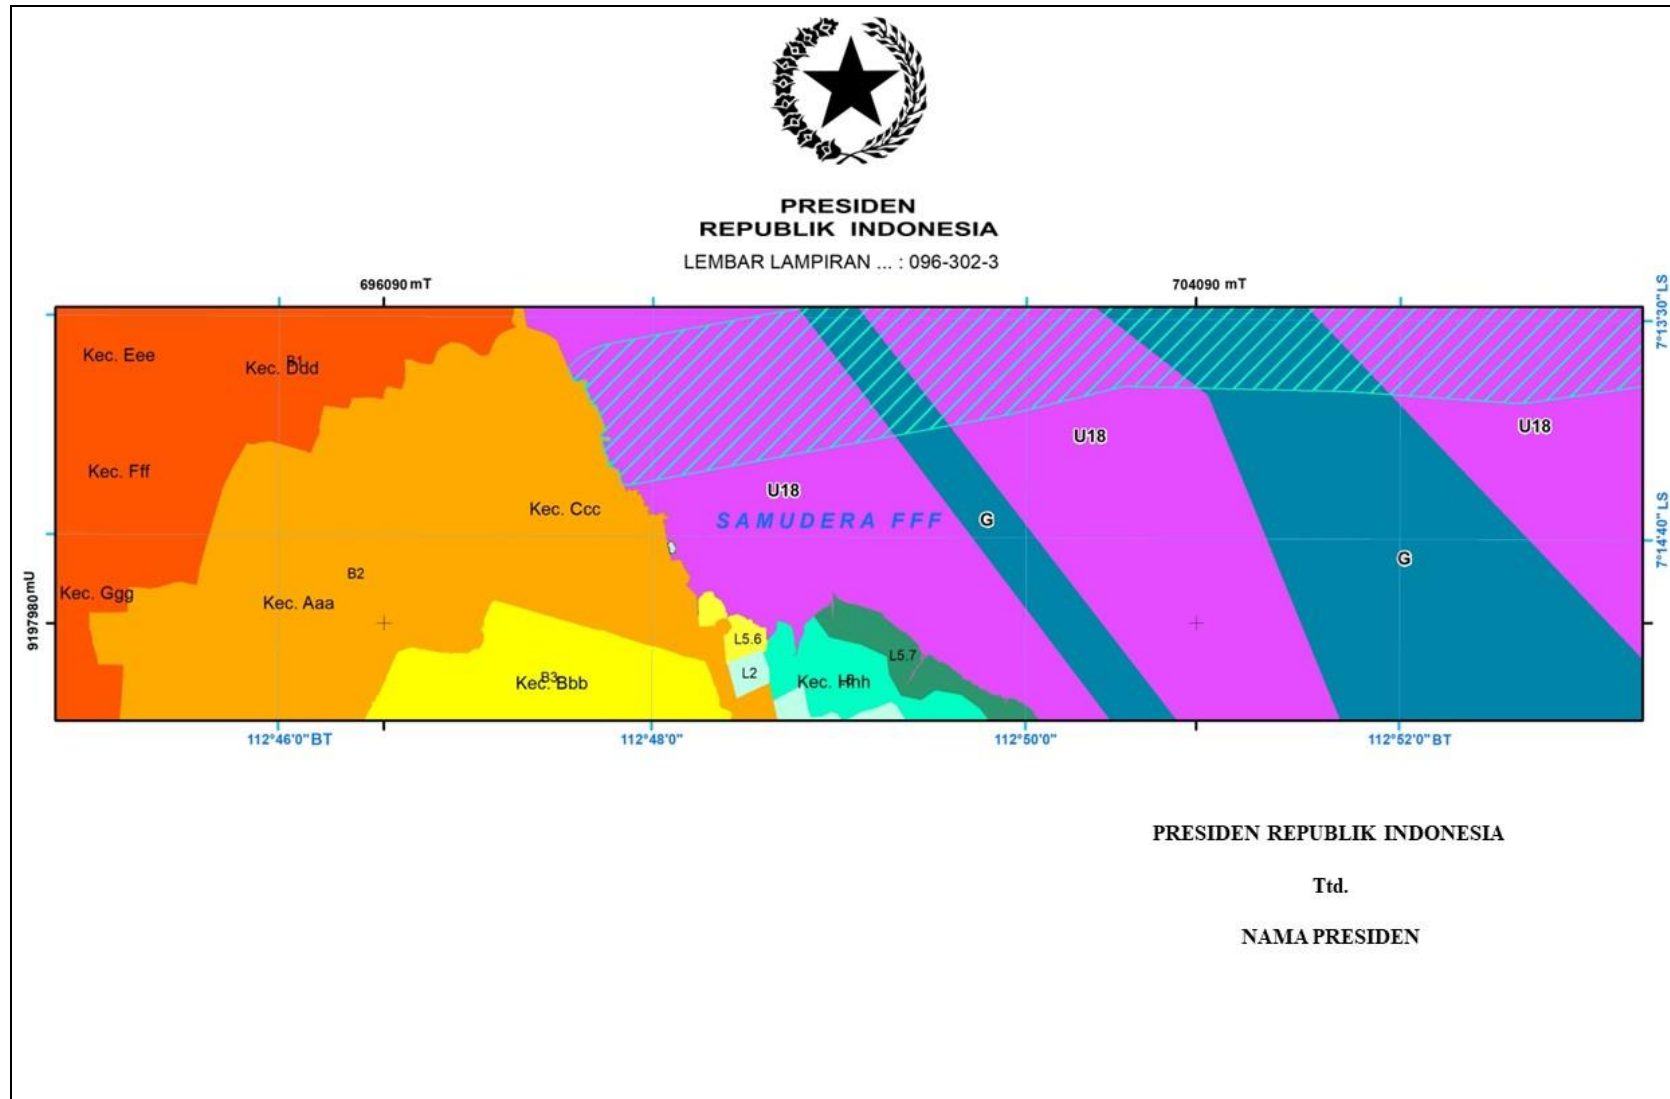 PRESIDEN
REPUBLIK INDONESIA
LEMBAR LAMPIRAN ... : 096-302-3
696090 mT
704090 mT
7°13'30" LS
Kec. Eee
B1
Kec. Ddd
U18
U18
Kec. Fff
U18
Kec. Ccc
SAMUDERA FFF
G
7°14'40" LS
G
B2
Kec. Ggg
Kec. Aaa
9197980 mU
L5.6
L5.7
L2
B3
Kec. Bbb
Kec. Hhh
112°46'0" BT
112°48'0"
112°50'0"
112°52'0" BT
PRESIDEN REPUBLIK INDONESIA
Ttd.
NAMA PRESIDEN